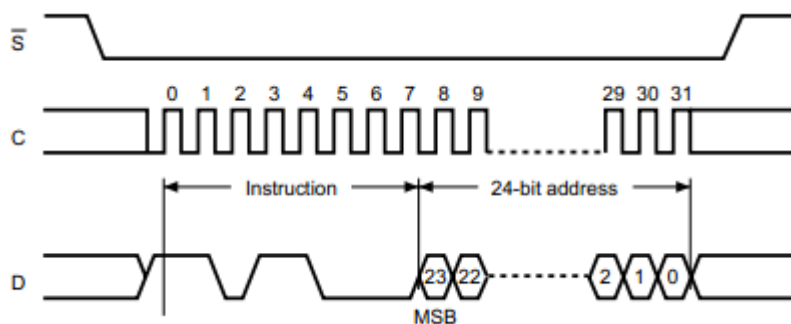 S̅
0 1 2 3 4 5 6 7 8 9 29 30 31
C
Instruction 24-bit address
D 23 22 2 1 0
MSB